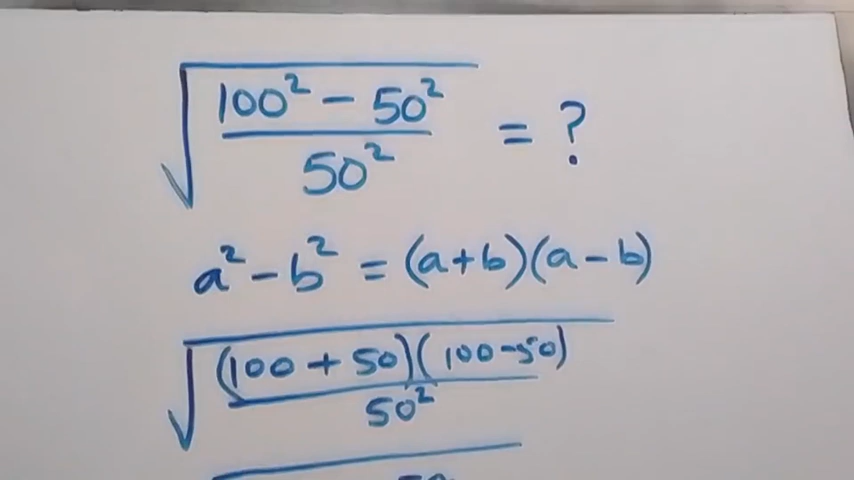 √((100² − 50²)/50²) = ?
a² − b² = (a+b)(a−b)
√((100 + 50)(100−50)/50²)